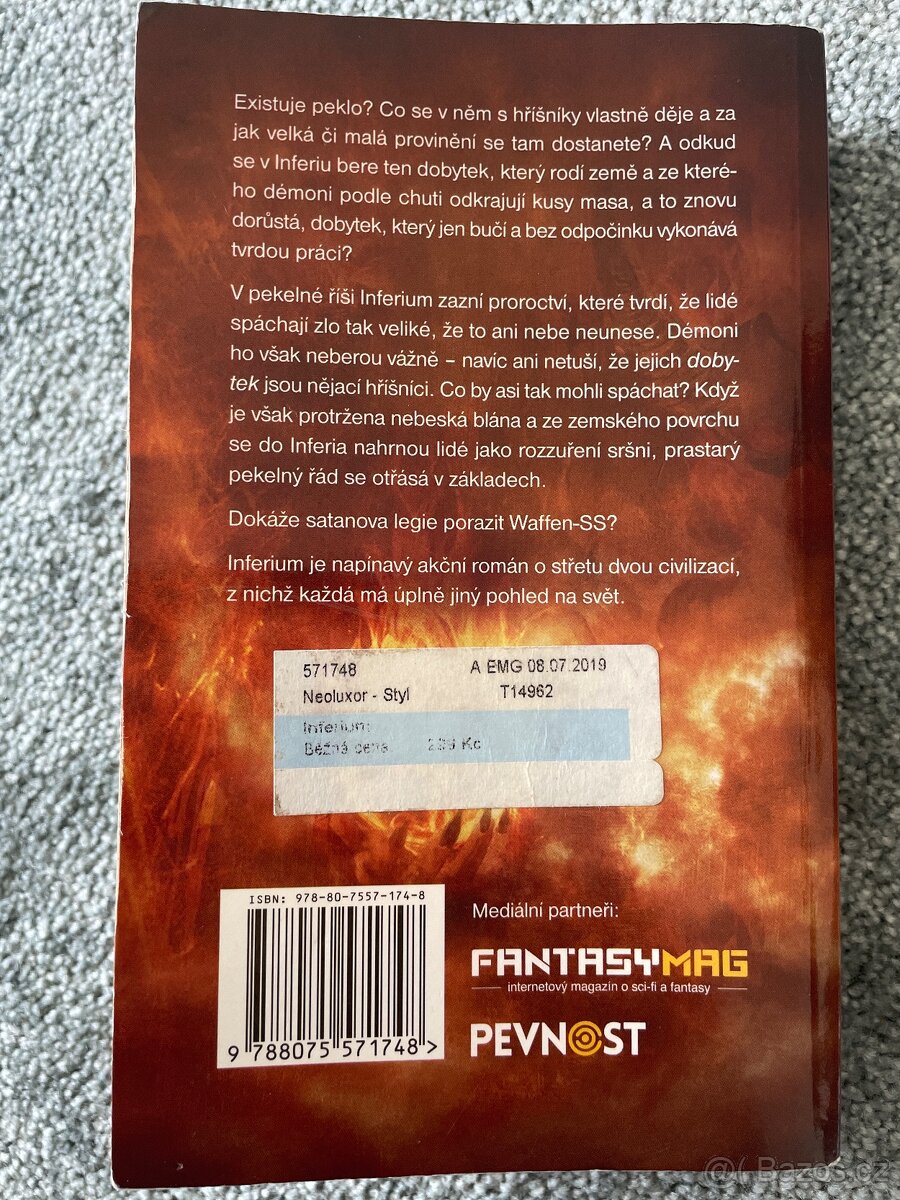 Existuje peklo? Co se v něm s hříšníky vlastně děje a za
jak velká či malá provinění se tam dostanete? A odkud
se v Inferiu bere ten dobytek, který rodí země a ze které-
ho démoni podle chuti odkrajují kusy masa, a to znovu
dorůstá, dobytek, který jen bučí a bez odpočinku vykonává
tvrdou práci?
V pekelné říši Inferium zazní proroctví, které tvrdí, že lidé
spáchají zlo tak veliké, že to ani nebe neunese. Démoni
ho však neberou vážně – navíc ani netuší, že jejich doby-
tek jsou nějací hříšníci. Co by asi tak mohli spáchat? Když
je však protržena nebeská blána a ze zemského povrchu
se do Inferia nahrnou lidé jako rozzuření sršni, prastarý
pekelný řád se otřásá v základech.
Dokáže satanova legie porazit Waffen-SS?
Inferium je napínavý akční román o střetu dvou civilizací,
z nichž každá má úplně jiný pohled na svět.
571748 A EMG 08.07.2019
Neoluxor - Styl T14962
Inferium
Běžná cena Kč
ISBN: 978-80-7557-174-8
9 788075 571748 >
Mediální partneři:
FANTASYMAG
internetový magazín o sci-fi a fantasy
PEVNOST
Bazos.cz